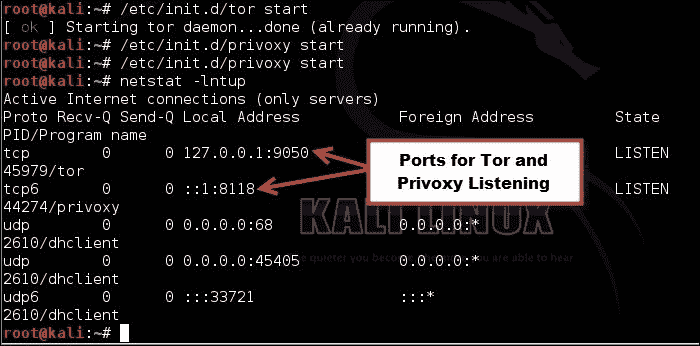 root@kali:~# /etc/init.d/tor start
[ ok ] Starting tor daemon...done (already running).
root@kali:~# /etc/init.d/privoxy start
root@kali:~# /etc/init.d/privoxy start
root@kali:~# netstat -lntup
Active Internet connections (only servers)
Proto Recv-Q Send-Q Local Address Foreign Address State
PID/Program name
tcp 0 0 127.0.0.1:9050 LISTEN
45979/tor
tcp6 0 0 ::1:8118 LISTEN
44274/privoxy
Ports for Tor and
Privoxy Listening
KALI LINUX
udp 0 0 0.0.0.0:68 0.0.0.0:*
2610/dhclient
udp 0 0 0.0.0.0:45405 0.0.0.0:*
2610/dhclient
e quieter you become you are able to hear
udp6 0 0 :::33721 :::*
2610/dhclient
root@kali:~#